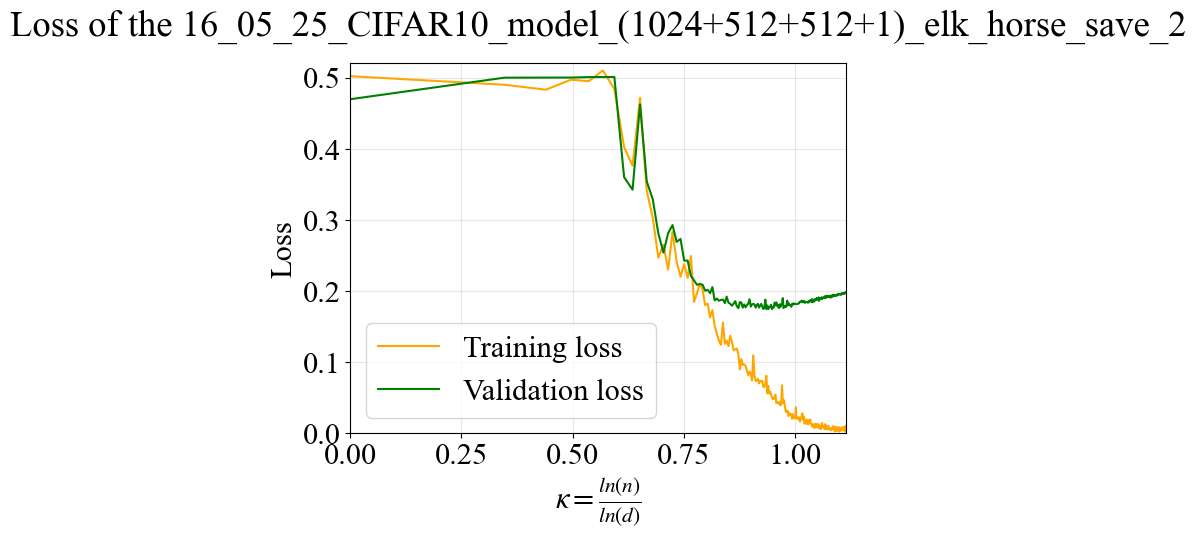 Loss of the 16_05_25_CIFAR10_model_(1024+512+512+1)_elk_horse_save_2
0.5
0.4
0.3
0.2
0.1
0.0
Loss
Training loss
Validation loss
0.00 0.25 0.50 0.75 1.00
κ = ln(n)/ln(d)